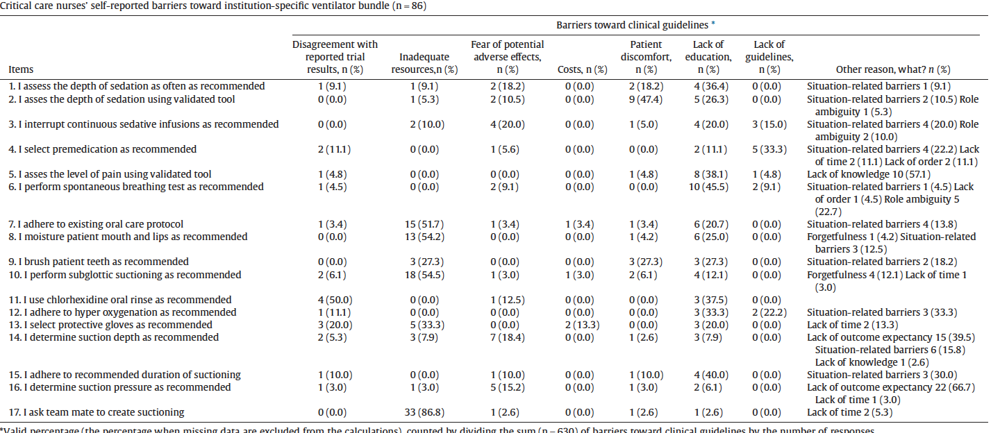 Critical care nurses' self-reported barriers toward institution-specific ventilator bundle (n = 86)
Barriers toward clinical guidelines *
Items
Disagreement with reported trial results, n (%)
Inadequate resources,n (%)
Fear of potential adverse effects, n (%)
Costs, n (%)
Patient discomfort, n (%)
Lack of education, n (%)
Lack of guidelines, n (%)
Other reason, what? n (%)
1. I assess the depth of sedation as often as recommended 1 (9.1) 1 (9.1) 2 (18.2) 0 (0.0) 2 (18.2) 4 (36.4) 0 (0.0) Situation-related barriers 1 (9.1)
2. I asses the depth of sedation using validated tool 0 (0.0) 1 (5.3) 2 (10.5) 0 (0.0) 9 (47.4) 5 (26.3) 0 (0.0) Situation-related barriers 2 (10.5) Role
ambiguity 1 (5.3)
3. I interrupt continuous sedative infusions as recommended 0 (0.0) 2 (10.0) 4 (20.0) 0 (0.0) 1 (5.0) 4 (20.0) 3 (15.0) Situation-related barriers 4 (20.0) Role
ambiguity 2 (10.0)
4. I select premedication as recommended 2 (11.1) 0 (0.0) 1 (5.6) 0 (0.0) 0 (0.0) 2 (11.1) 5 (33.3) Situation-related barriers 4 (22.2) Lack
of time 2 (11.1) Lack of order 2 (11.1)
5. I asses the level of pain using validated tool 1 (4.8) 0 (0.0) 0 (0.0) 0 (0.0) 1 (4.8) 8 (38.1) 1 (4.8) Lack of knowledge 10 (57.1)
6. I perform spontaneous breathing test as recommended 1 (4.5) 0 (0.0) 2 (9.1) 0 (0.0) 0 (0.0) 10 (45.5) 2 (9.1) Situation-related barriers 1 (4.5) Lack
of order 1 (4.5) Role ambiguity 5
(22.7)
7. I adhere to existing oral care protocol 1 (3.4) 15 (51.7) 1 (3.4) 1 (3.4) 1 (3.4) 6 (20.7) 0 (0.0) Situation-related barriers 4 (13.8)
8. I moisture patient mouth and lips as recommended 0 (0.0) 13 (54.2) 0 (0.0) 0 (0.0) 1 (4.2) 6 (25.0) 0 (0.0) Forgetfulness 1 (4.2) Situation-related
barriers 3 (12.5)
9. I brush patient teeth as recommended 0 (0.0) 3 (27.3) 0 (0.0) 0 (0.0) 3 (27.3) 3 (27.3) 0 (0.0) Situation-related barriers 2 (18.2)
10. I perform subglottic suctioning as recommended 2 (6.1) 18 (54.5) 1 (3.0) 1 (3.0) 2 (6.1) 4 (12.1) 0 (0.0) Forgetfulness 4 (12.1) Lack of time 1
(3.0)
11. I use chlorhexidine oral rinse as recommended 4 (50.0) 0 (0.0) 1 (12.5) 0 (0.0) 0 (0.0) 3 (37.5) 0 (0.0)
12. I adhere to hyper oxygenation as recommended 1 (11.1) 0 (0.0) 0 (0.0) 0 (0.0) 0 (0.0) 3 (33.3) 2 (22.2) Situation-related barriers 3 (33.3)
13. I select protective gloves as recommended 3 (20.0) 5 (33.3) 0 (0.0) 2 (13.3) 0 (0.0) 3 (20.0) 0 (0.0) Lack of time 2 (13.3)
14. I determine suction depth as recommended 2 (5.3) 3 (7.9) 7 (18.4) 0 (0.0) 1 (2.6) 3 (7.9) 0 (0.0) Lack of outcome expectancy 15 (39.5)
Situation-related barriers 6 (15.8)
Lack of knowledge 1 (2.6)
15. I adhere to recommended duration of suctioning 1 (10.0) 0 (0.0) 1 (10.0) 0 (0.0) 1 (10.0) 4 (40.0) 0 (0.0) Situation-related barriers 3 (30.0)
16. I determine suction pressure as recommended 1 (3.0) 1 (3.0) 5 (15.2) 0 (0.0) 1 (3.0) 2 (6.1) 0 (0.0) Lack of outcome expectancy 22 (66.7)
Lack of time 1 (3.0)
17. I ask team mate to create suctioning 0 (0.0) 33 (86.8) 1 (2.6) 0 (0.0) 1 (2.6) 1 (2.6) 0 (0.0) Lack of time 2 (5.3)
*Valid percentage (the percentage when missing data are excluded from the calculations), counted by dividing the sum (n = 630) of barriers toward clinical guidelines by the number of responses.